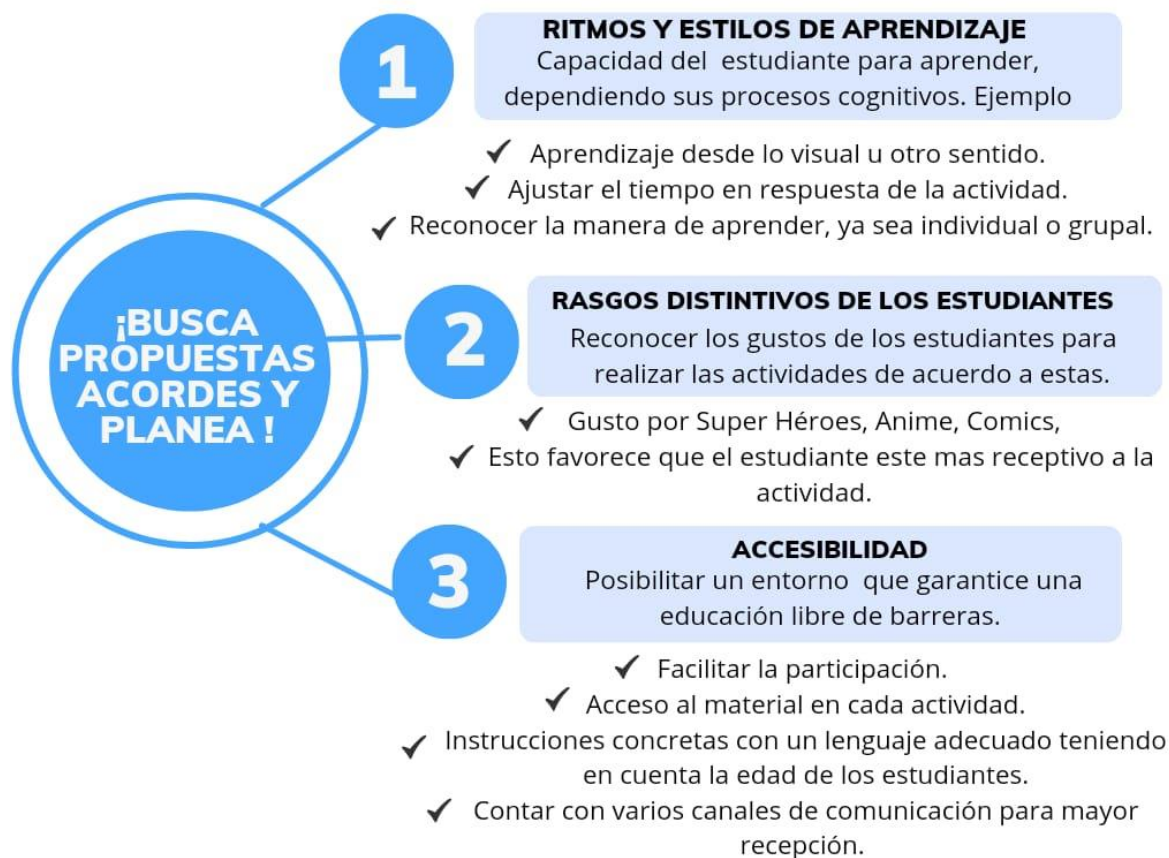 1
RITMOS Y ESTILOS DE APRENDIZAJE
Capacidad del estudiante para aprender,
dependiendo sus procesos cognitivos. Ejemplo
✓ Aprendizaje desde lo visual u otro sentido.
✓ Ajustar el tiempo en respuesta de la actividad.
✓ Reconocer la manera de aprender, ya sea individual o grupal.
¡BUSCA
PROPUESTAS
ACORDES Y
PLANEA !
2
RASGOS DISTINTIVOS DE LOS ESTUDIANTES
Reconocer los gustos de los estudiantes para
realizar las actividades de acuerdo a estas.
✓ Gusto por Super Héroes, Anime, Comics,
✓ Esto favorece que el estudiante este mas receptivo a la
actividad.
3
ACCESIBILIDAD
Posibilitar un entorno que garantice una
educación libre de barreras.
✓ Facilitar la participación.
✓ Acceso al material en cada actividad.
✓ Instrucciones concretas con un lenguaje adecuado teniendo
en cuenta la edad de los estudiantes.
✓ Contar con varios canales de comunicación para mayor
recepción.